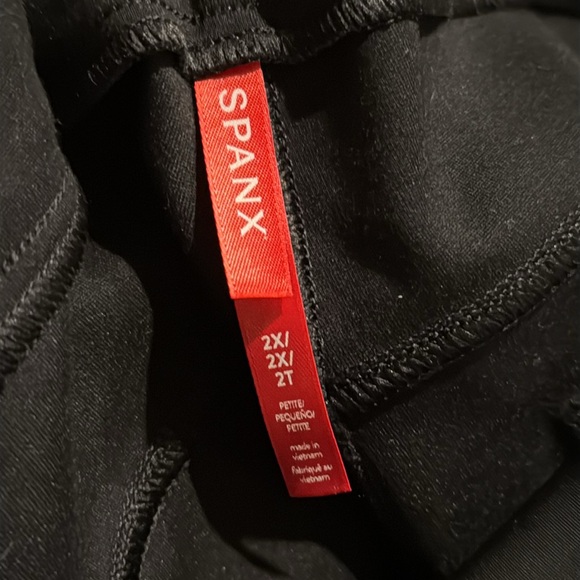 SPANX
2X/
2X/
2T
PETITE/
PEQUEÑO/
PETITE
made in
Vietnam
Fabriqué au
Vietnam